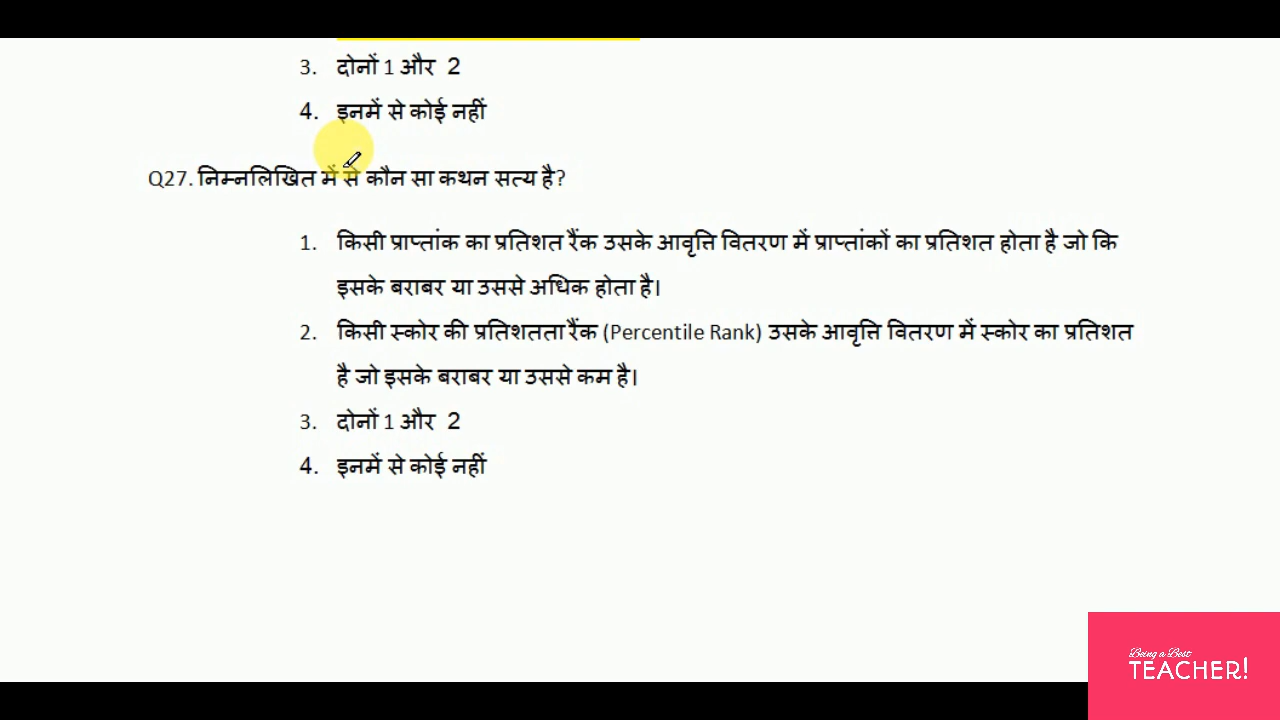 3. दोनों 1 और 2
4. इनमें से कोई नहीं
Q27. निम्नलिखित में से कौन सा कथन सत्य है?
1. किसी प्राप्तांक का प्रतिशत रैंक उसके आवृत्ति वितरण में प्राप्तांकों का प्रतिशत होता है जो कि
इसके बराबर या उससे अधिक होता है।
2. किसी स्कोर की प्रतिशतता रैंक (Percentile Rank) उसके आवृत्ति वितरण में स्कोर का प्रतिशत
है जो इसके बराबर या उससे कम है।
3. दोनों 1 और 2
4. इनमें से कोई नहीं
Being a Best
TEACHER!